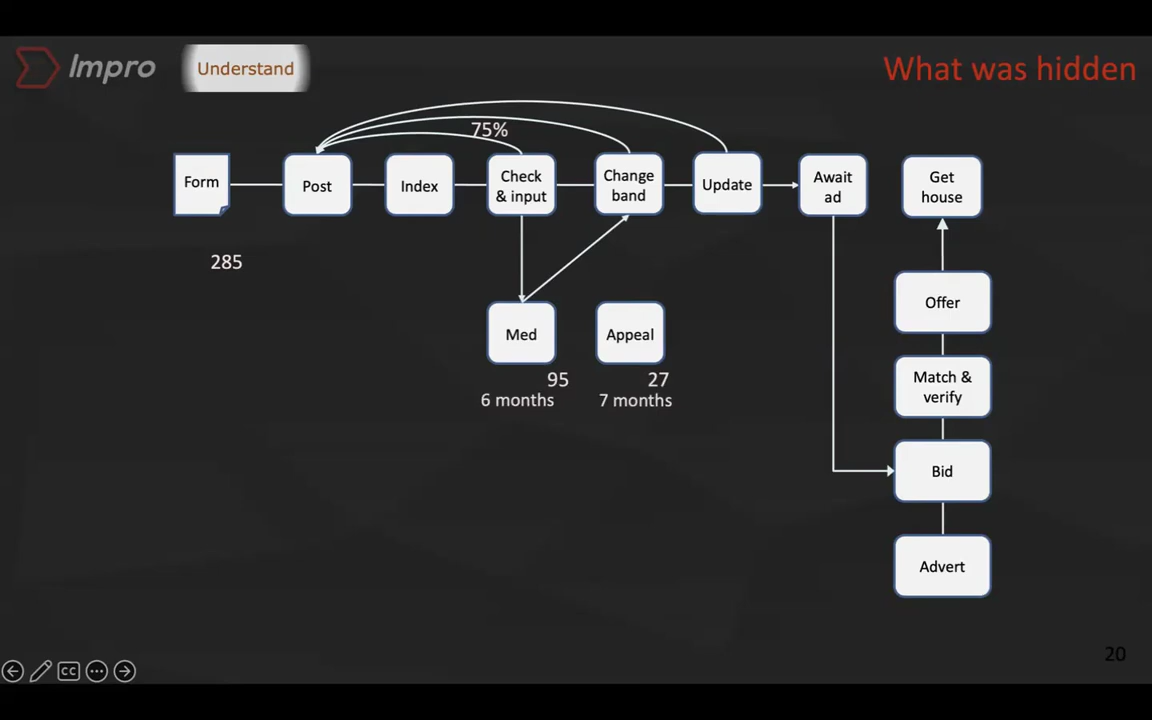 Impro
Understand
What was hidden
75%
Form
Post
Index
Check
& input
Change
band
Update
Await
ad
Get
house
285
Med
Appeal
95
27
6 months
7 months
Offer
Match &
verify
Bid
Advert
20
CC